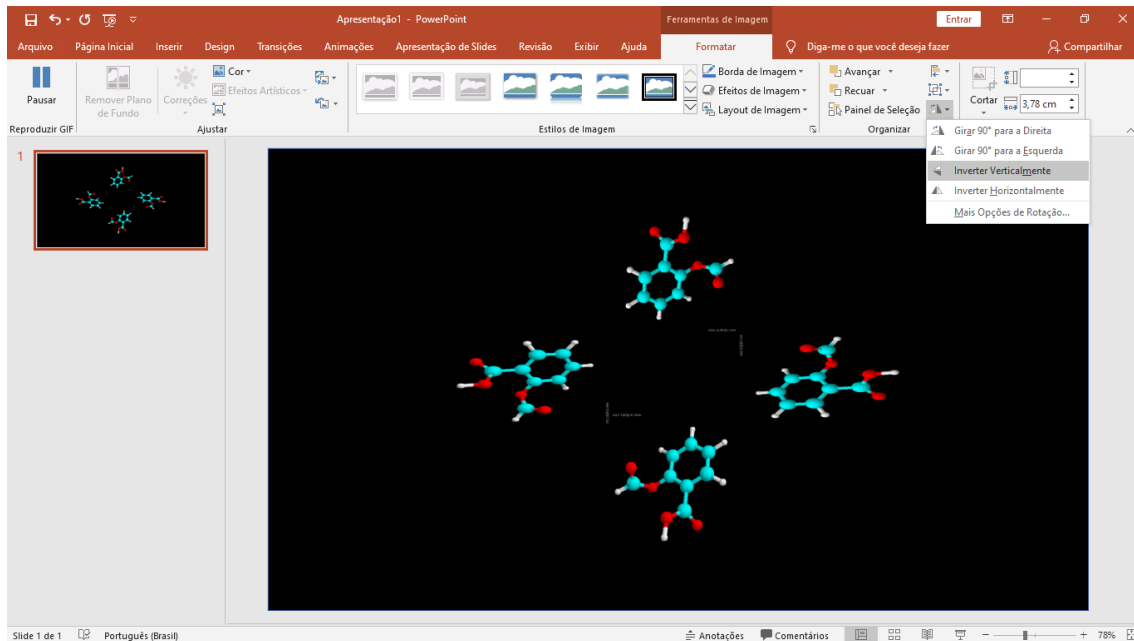 Apresentação1 - PowerPoint
Ferramentas de Imagem
Entrar
Arquivo Página Inicial Inserir Design Transições Animações Apresentação de Slides Revisão Exibir Ajuda Formatar Diga-me o que você deseja fazer Compartilhar
Pausar
Reproduzir GIF
Remover Plano de Fundo
Correções
Cor
Efeitos Artísticos
Ajustar
Estilos de Imagem
Borda de Imagem
Efeitos de Imagem
Layout de Imagem
Avançar
Recuar
Painel de Seleção
Organizar
Cortar
3,78 cm
Girar 90° para a Direita
Girar 90° para a Esquerda
Inverter Verticalmente
Inverter Horizontalmente
Mais Opções de Rotação...
1
Slide 1 de 1 Português (Brasil) Anotações Comentários 78%